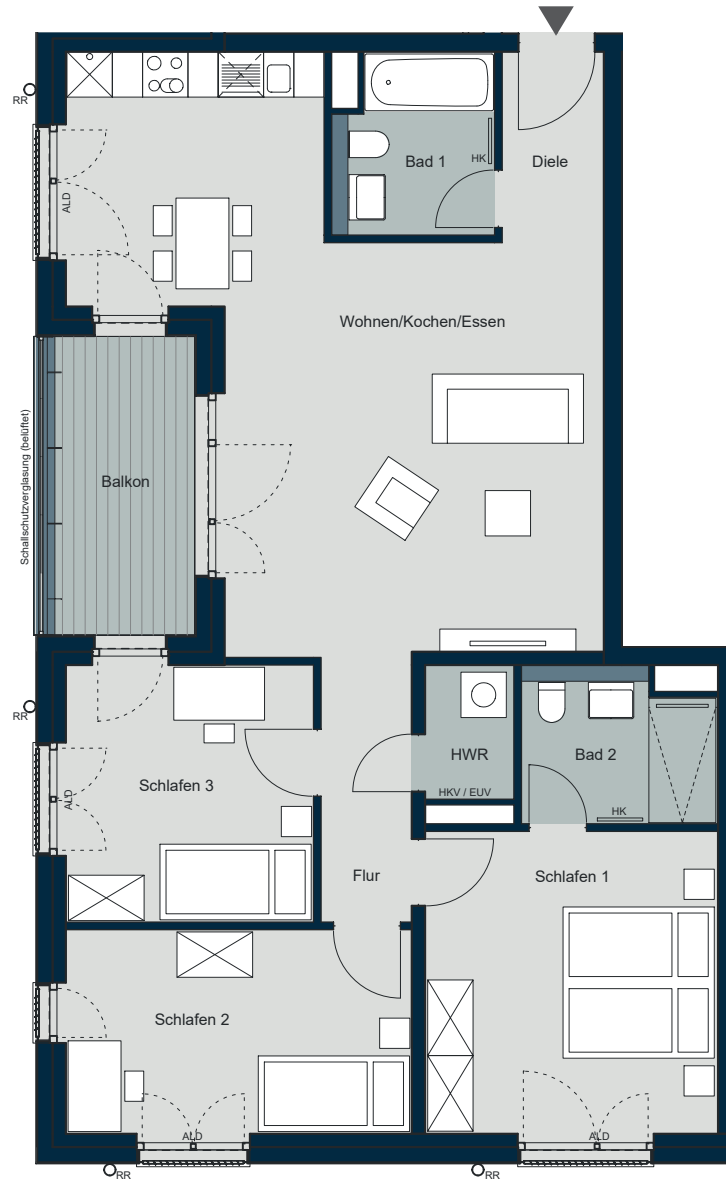 RR
Bad 1
HK
Diele
ALD
Wohnen/Kochen/Essen
Schallschutzverglasung (belüftet)
Balkon
RR
HWR
Bad 2
Schlafen 3
ALD
HKV / EUV
HK
Flur
Schlafen 1
Schlafen 2
ALD
ALD
RR
RR